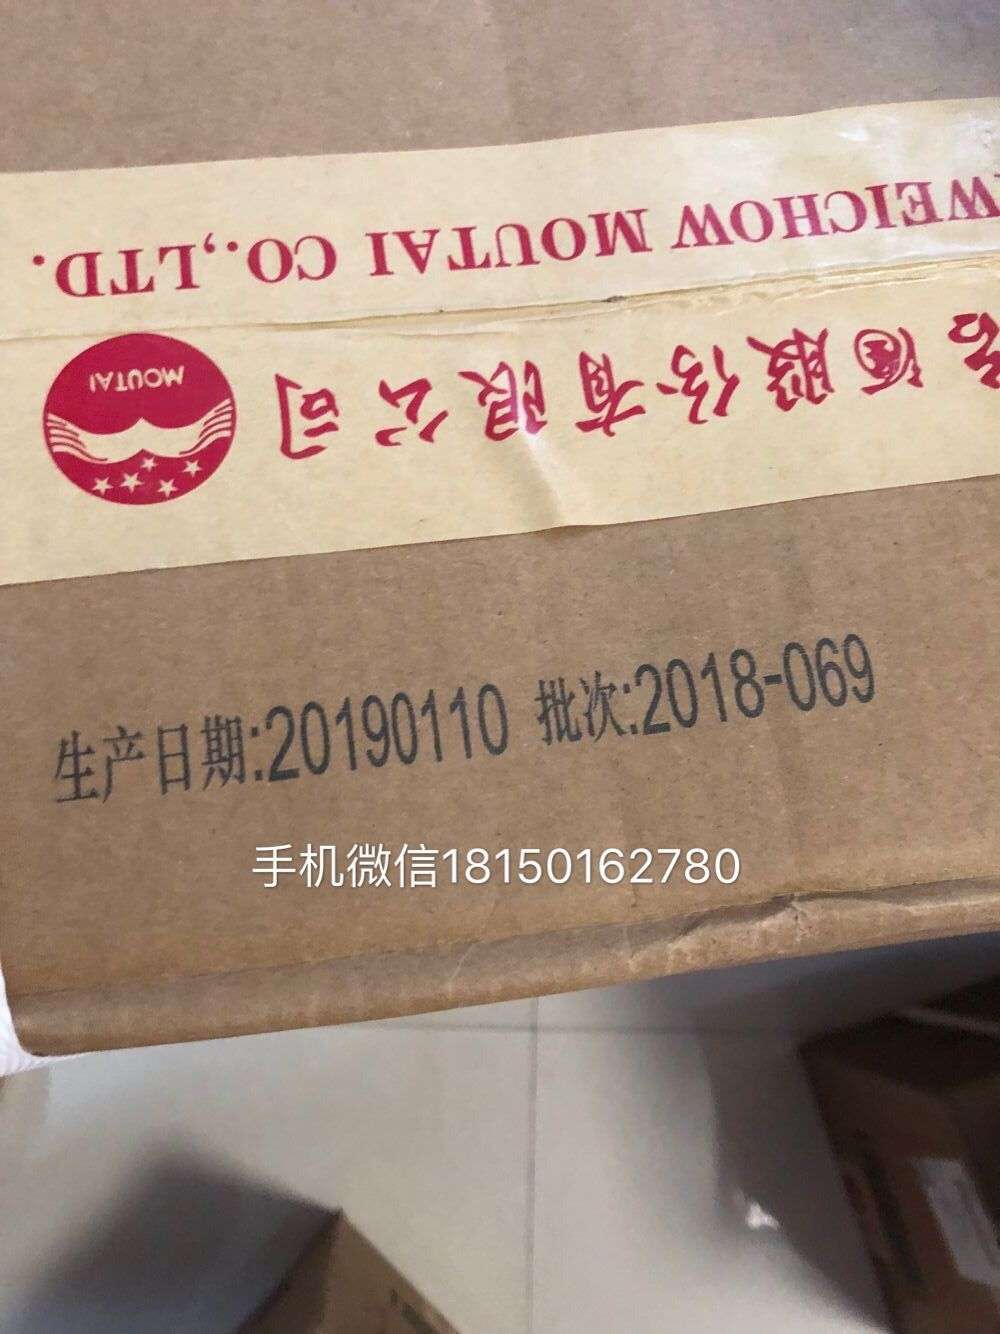 WEICHOW MOUTAI CO.,LTD.
酒股份有限公司
MOUTAI
生产日期:20190110 批次:2018-069
手机微信18150162780